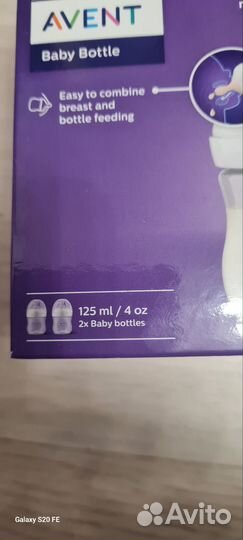 AVENT
Baby Bottle
Easy to combine
breast and
bottle feeding
125 ml / 4 oz
2x Baby bottles
Galaxy S20 FE
Avito